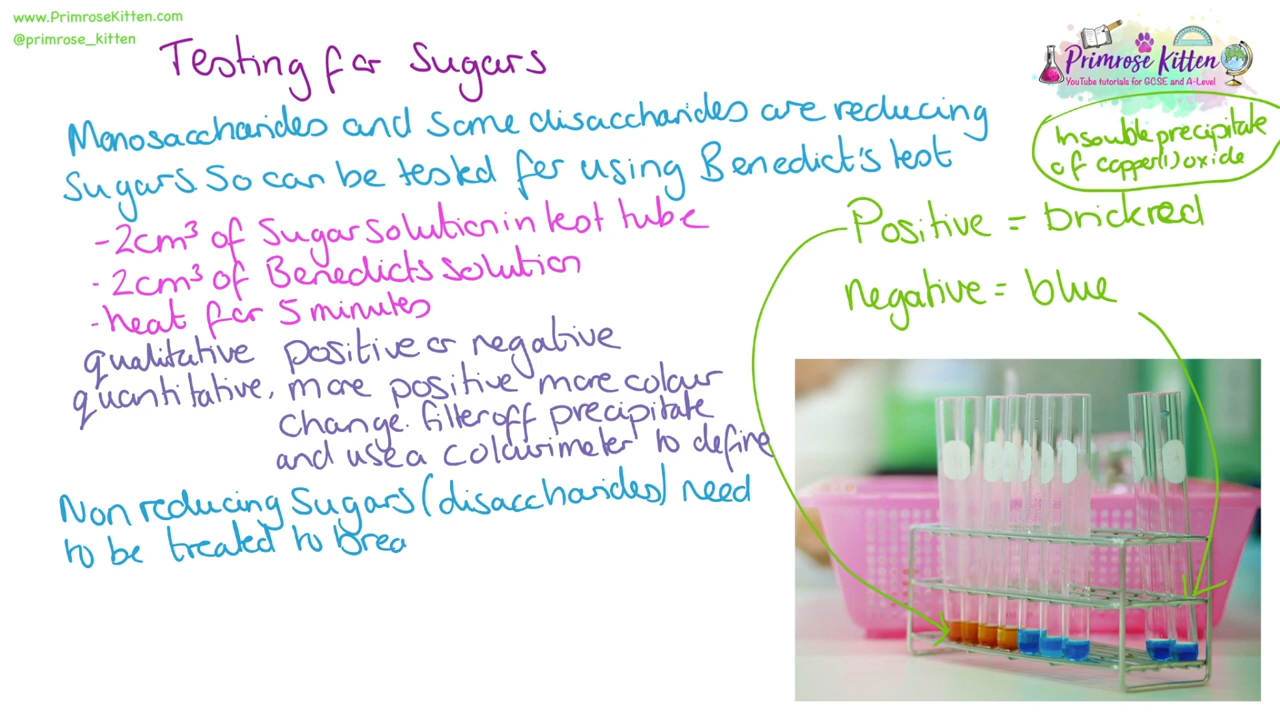 www.PrimroseKitten.com
@primrose_kitten
Testing for Sugars
Primrose Kitten
YouTube tutorials for GCSE and A-Level
Monosaccharides and some disaccharides are reducing
sugars so can be tested for using Benedict's test
Insouble precipitate
of copper(I) oxide
-2cm³ of sugar solution in test tube
-2cm³ of Benedicts solution
-heat for 5 minutes
Positive = brickred
negative = blue
qualitative positive or negative
quantitative, more positive more colour
change. filter off precipitate
and use a colourimeter to define
Non reducing sugars (disaccharides) need
to be treated to brea